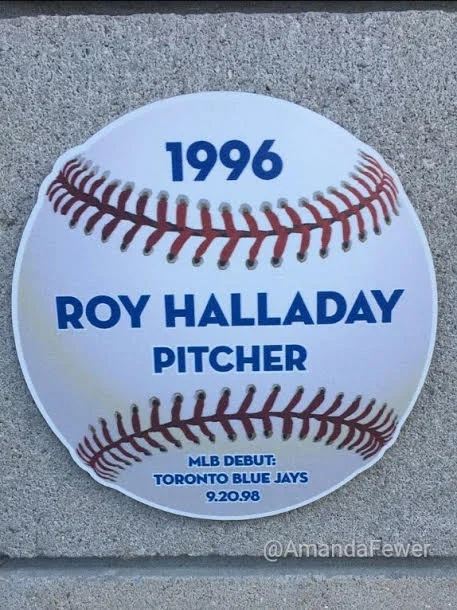 1996
ROY HALLADAY
PITCHER
MLB DEBUT:
TORONTO BLUE JAYS
9.20.98
@AmandaFewer